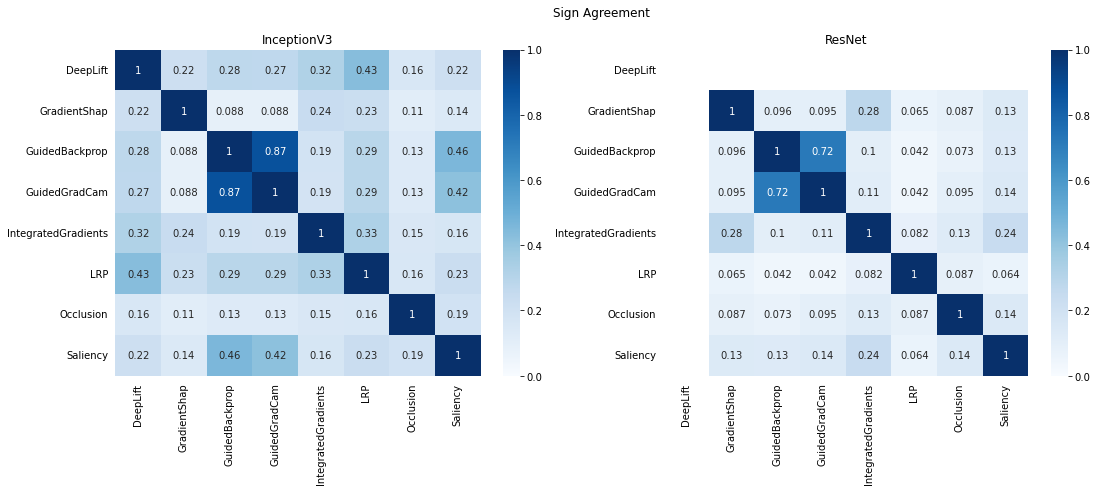 Sign Agreement
InceptionV3
DeepLift 1 0.22 0.28 0.27 0.32 0.43 0.16 0.22
GradientShap 0.22 1 0.088 0.088 0.24 0.23 0.11 0.14
GuidedBackprop 0.28 0.088 1 0.87 0.19 0.29 0.13 0.46
GuidedGradCam 0.27 0.088 0.87 1 0.19 0.29 0.13 0.42
IntegratedGradients 0.32 0.24 0.19 0.19 1 0.33 0.15 0.16
LRP 0.43 0.23 0.29 0.29 0.33 1 0.16 0.23
Occlusion 0.16 0.11 0.13 0.13 0.15 0.16 1 0.19
Saliency 0.22 0.14 0.46 0.42 0.16 0.23 0.19 1
DeepLift
GradientShap
GuidedBackprop
GuidedGradCam
IntegratedGradients
LRP
Occlusion
Saliency
1.0
0.8
0.6
0.4
0.2
0.0
ResNet
DeepLift
GradientShap 1 0.096 0.095 0.28 0.065 0.087 0.13
GuidedBackprop 0.096 1 0.72 0.1 0.042 0.073 0.13
GuidedGradCam 0.095 0.72 1 0.11 0.042 0.095 0.14
IntegratedGradients 0.28 0.1 0.11 1 0.082 0.13 0.24
LRP 0.065 0.042 0.042 0.082 1 0.087 0.064
Occlusion 0.087 0.073 0.095 0.13 0.087 1 0.14
Saliency 0.13 0.13 0.14 0.24 0.064 0.14 1
DeepLift
GradientShap
GuidedBackprop
GuidedGradCam
IntegratedGradients
LRP
Occlusion
Saliency
1.0
0.8
0.6
0.4
0.2
0.0